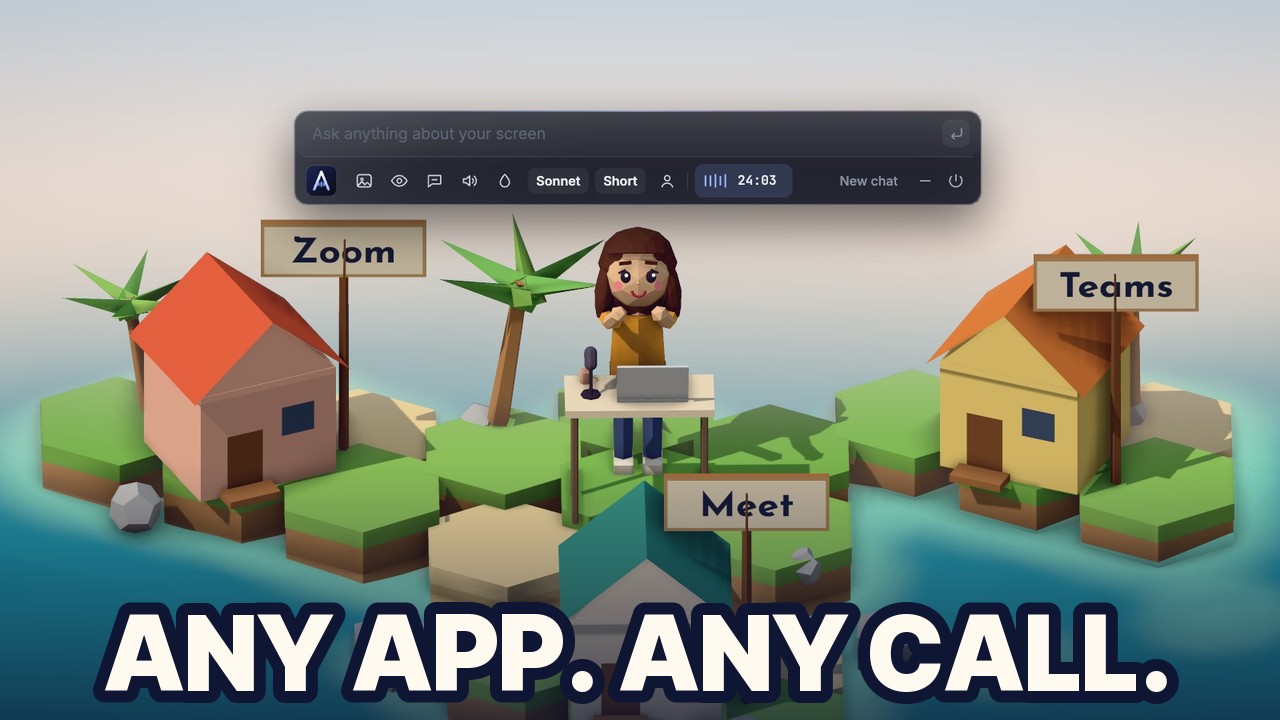 Ask anything about your screen
Sonnet Short 24:03 New chat
Zoom
Teams
Meet
ANY APP. ANY CALL.